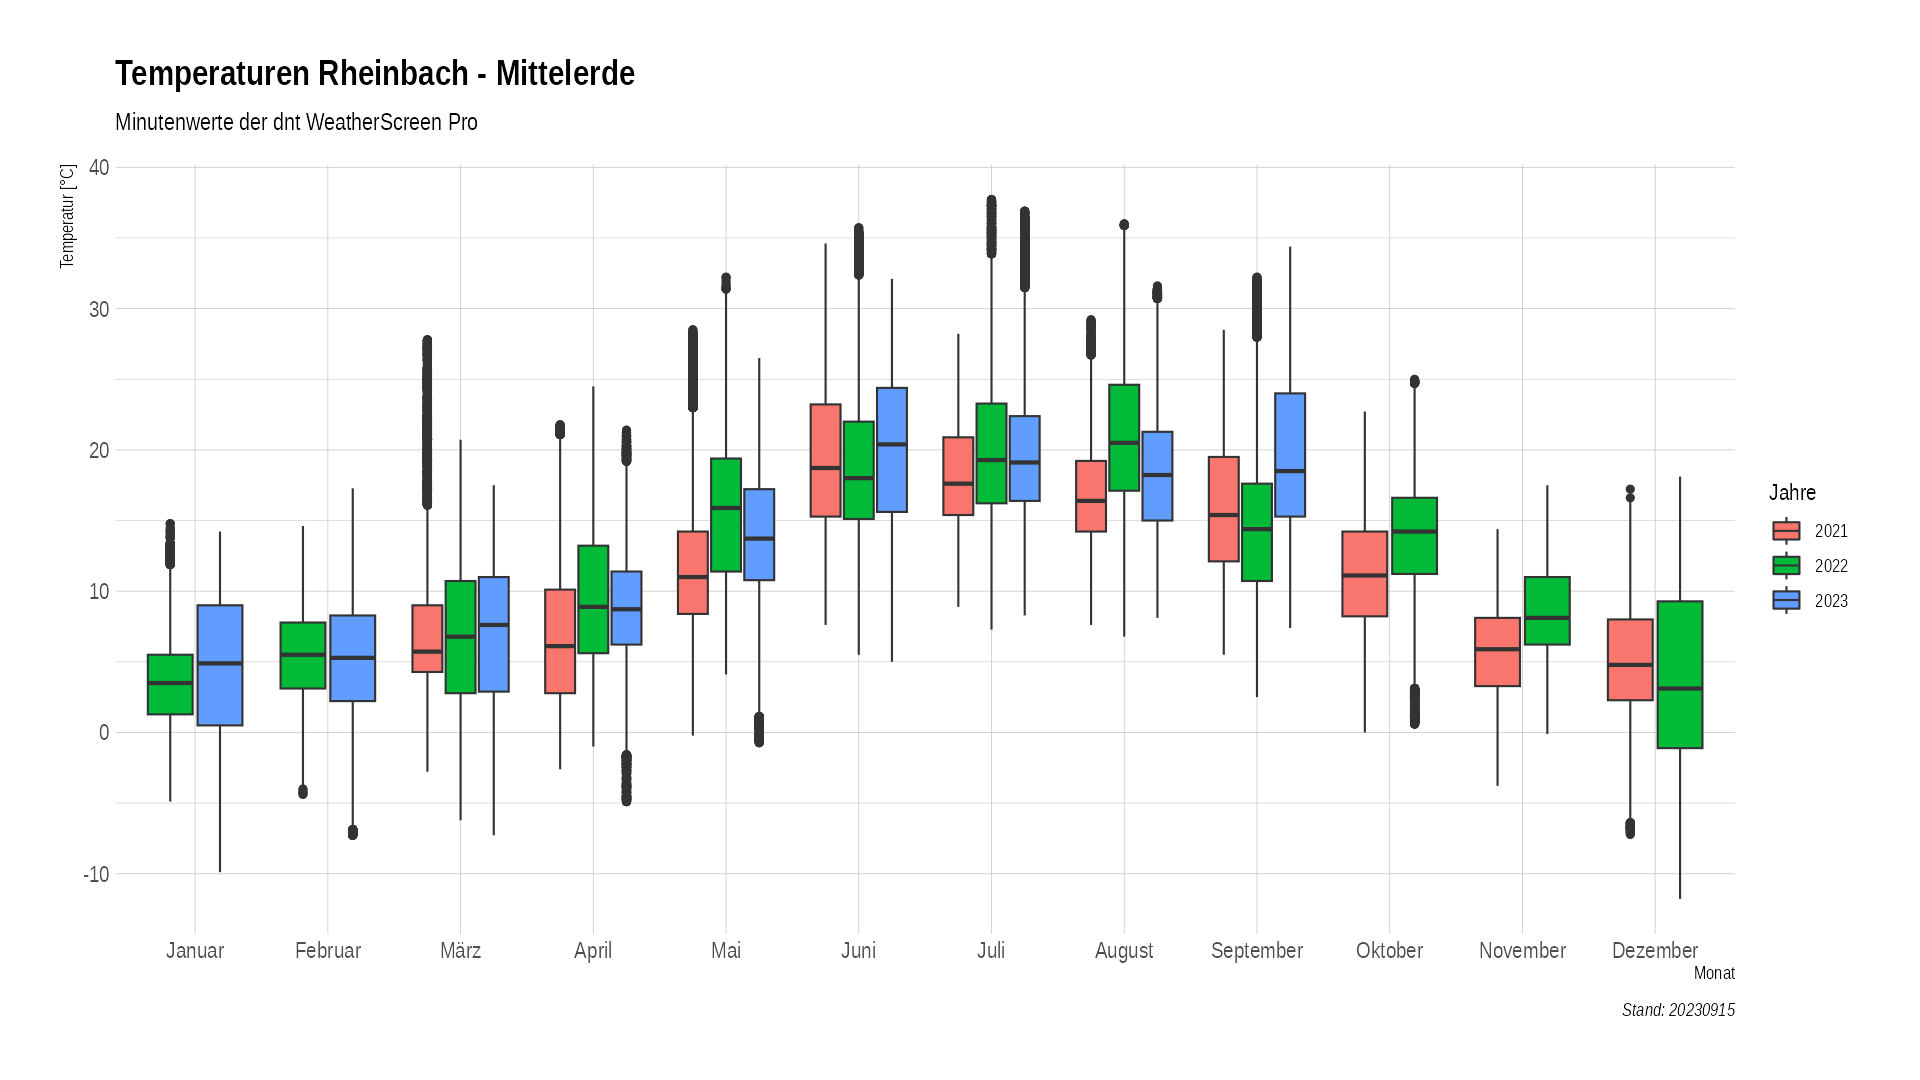 Temperaturen Rheinbach - Mittelerde
Minutenwerte der dnt WeatherScreen Pro
Temperatur [°C]
40
30
20
10
0
-10
Januar Februar März April Mai Juni Juli August September Oktober November Dezember
Monat
Stand: 20230915
Jahre
2021
2022
2023